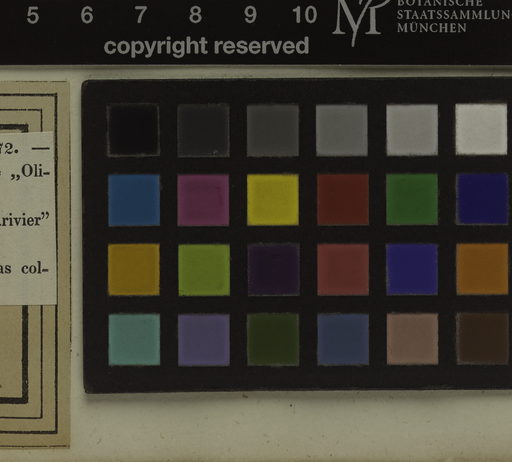 5 6 7 8 9 10
copyright reserved
BOTANISCHE
STAATSSAMMLUN
MÜNCHEN
72. —
„Oli-
rivier”
as col-